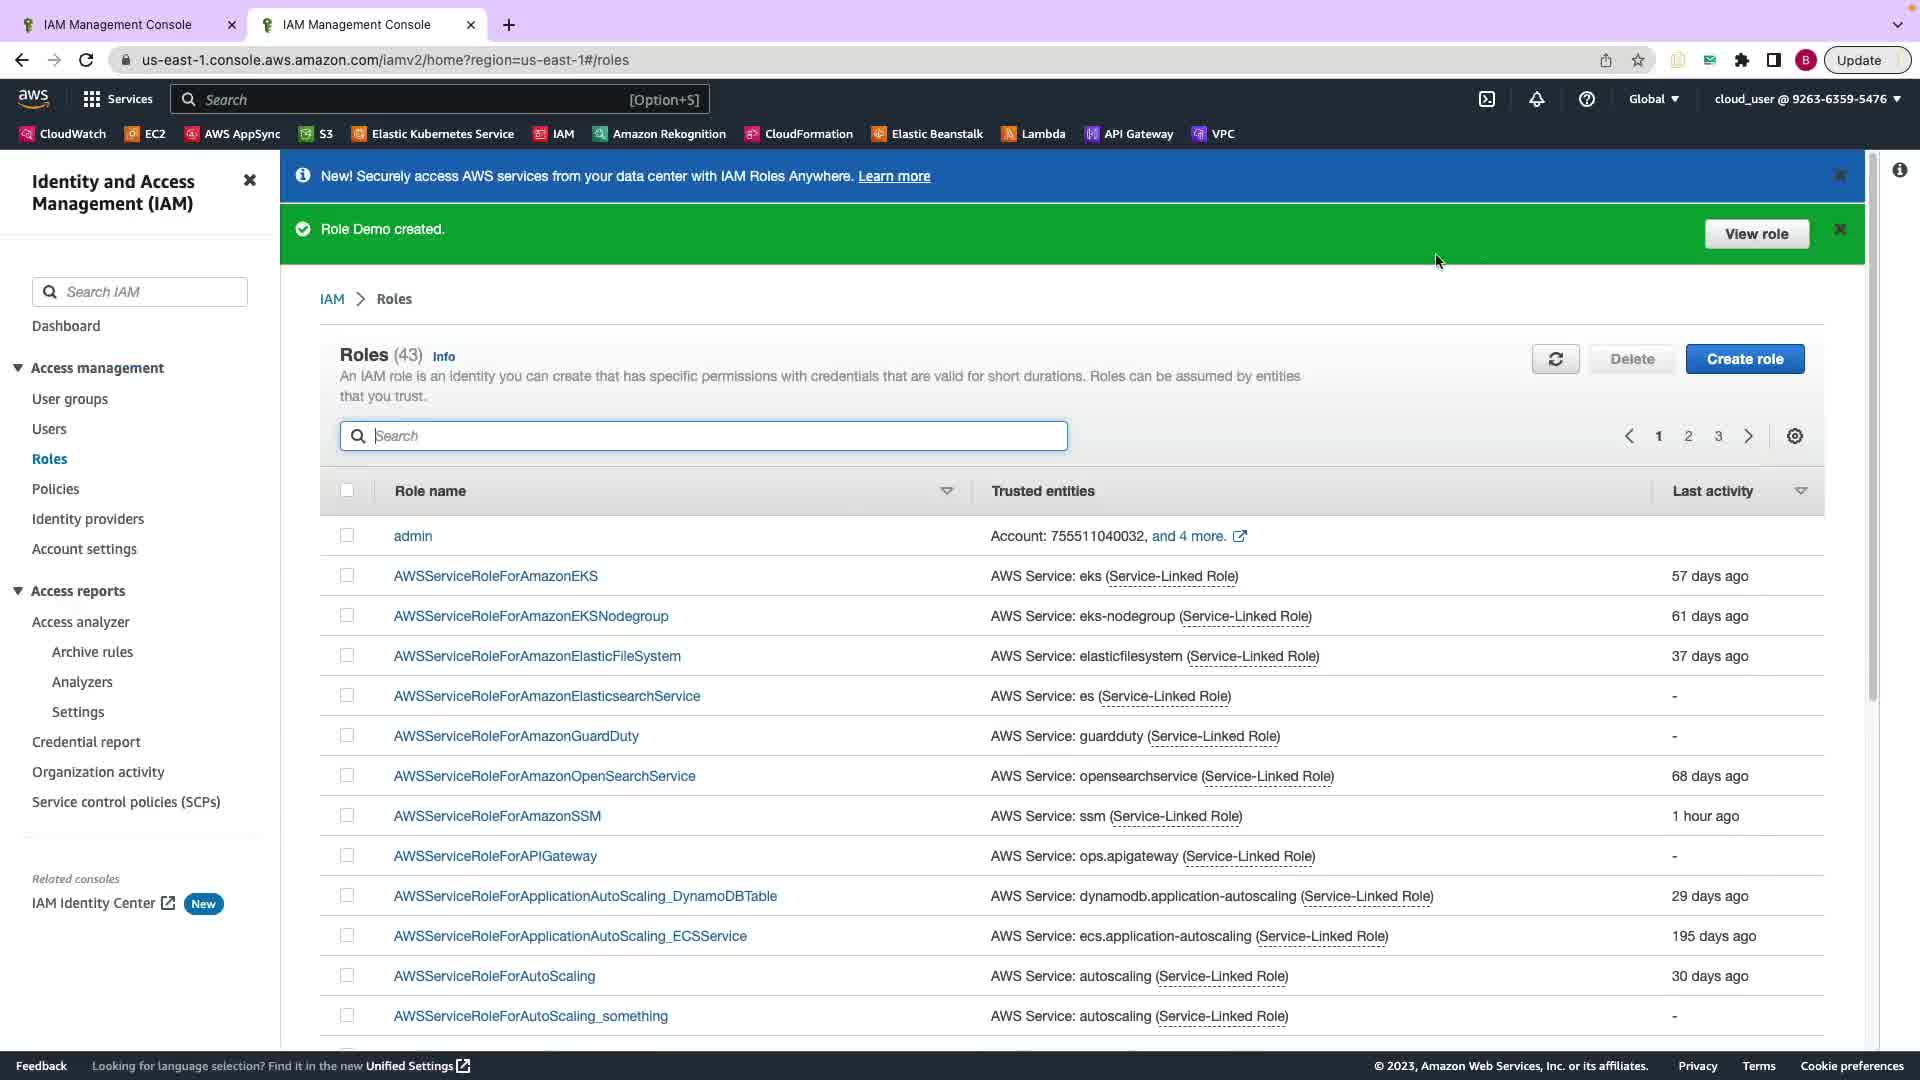 IAM Management Console
IAM Management Console
us-east-1.console.aws.amazon.com/iamv2/home?region=us-east-1#/roles
B
Update
aws
Services
Search
[Option+S]
Global
cloud_user @ 9263-6359-5476
CloudWatch
EC2
AWS AppSync
S3
Elastic Kubernetes Service
IAM
Amazon Rekognition
CloudFormation
Elastic Beanstalk
Lambda
API Gateway
VPC
Identity and Access
Management (IAM)
Search IAM
Dashboard
Access management
User groups
Users
Roles
Policies
Identity providers
Account settings
Access reports
Access analyzer
Archive rules
Analyzers
Settings
Credential report
Organization activity
Service control policies (SCPs)
Related consoles
IAM Identity Center
New
New! Securely access AWS services from your data center with IAM Roles Anywhere. Learn more
Role Demo created.
View role
IAM > Roles
Roles (43) Info
An IAM role is an identity you can create that has specific permissions with credentials that are valid for short durations. Roles can be assumed by entities
that you trust.
Delete
Create role
Search
1 2 3
Role name Trusted entities Last activity
admin Account: 755511040032, and 4 more.
AWSServiceRoleForAmazonEKS AWS Service: eks (Service-Linked Role) 57 days ago
AWSServiceRoleForAmazonEKSNodegroup AWS Service: eks-nodegroup (Service-Linked Role) 61 days ago
AWSServiceRoleForAmazonElasticFileSystem AWS Service: elasticfilesystem (Service-Linked Role) 37 days ago
AWSServiceRoleForAmazonElasticsearchService AWS Service: es (Service-Linked Role) -
AWSServiceRoleForAmazonGuardDuty AWS Service: guardduty (Service-Linked Role) -
AWSServiceRoleForAmazonOpenSearchService AWS Service: opensearchservice (Service-Linked Role) 68 days ago
AWSServiceRoleForAmazonSSM AWS Service: ssm (Service-Linked Role) 1 hour ago
AWSServiceRoleForAPIGateway AWS Service: ops.apigateway (Service-Linked Role) -
AWSServiceRoleForApplicationAutoScaling_DynamoDBTable AWS Service: dynamodb.application-autoscaling (Service-Linked Role) 29 days ago
AWSServiceRoleForApplicationAutoScaling_ECSService AWS Service: ecs.application-autoscaling (Service-Linked Role) 195 days ago
AWSServiceRoleForAutoScaling AWS Service: autoscaling (Service-Linked Role) 30 days ago
AWSServiceRoleForAutoScaling_something AWS Service: autoscaling (Service-Linked Role) -
Feedback
Looking for language selection? Find it in the new Unified Settings
© 2023, Amazon Web Services, Inc. or its affiliates.
Privacy
Terms
Cookie preferences